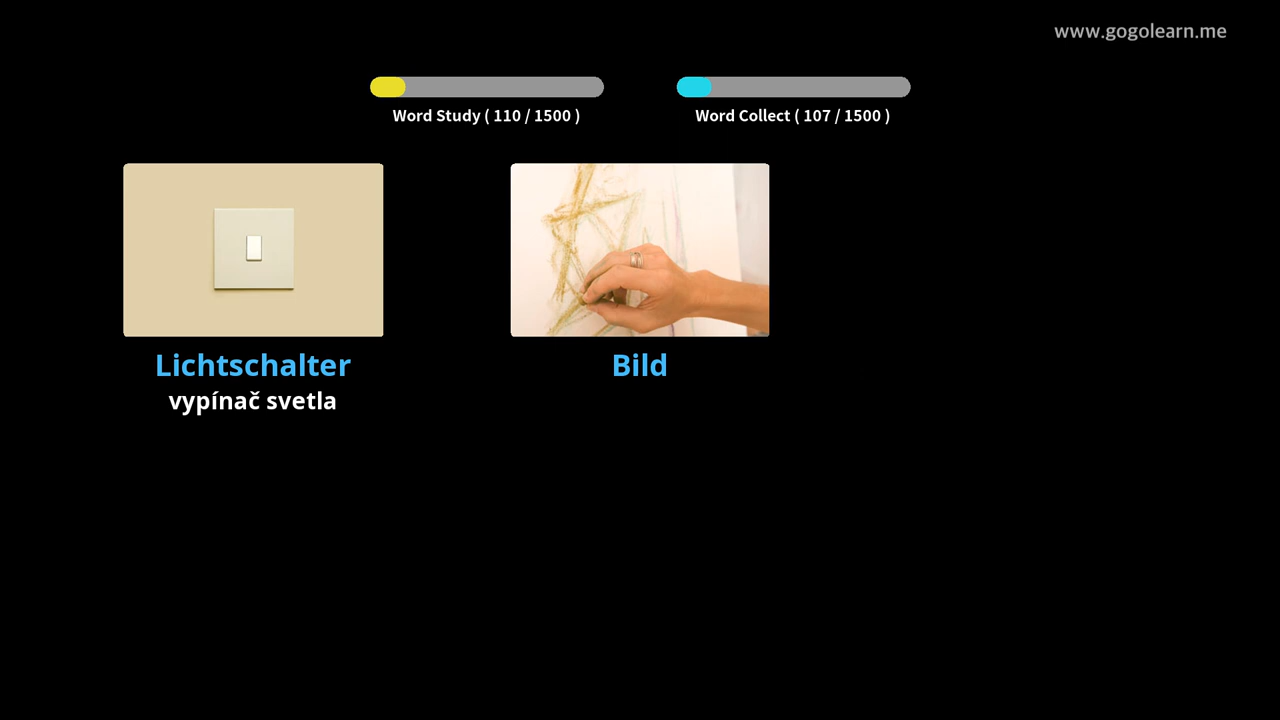 www.gogolearn.me
Word Study ( 110 / 1500 )
Word Collect ( 107 / 1500 )
Lichtschalter
vypínač svetla
Bild